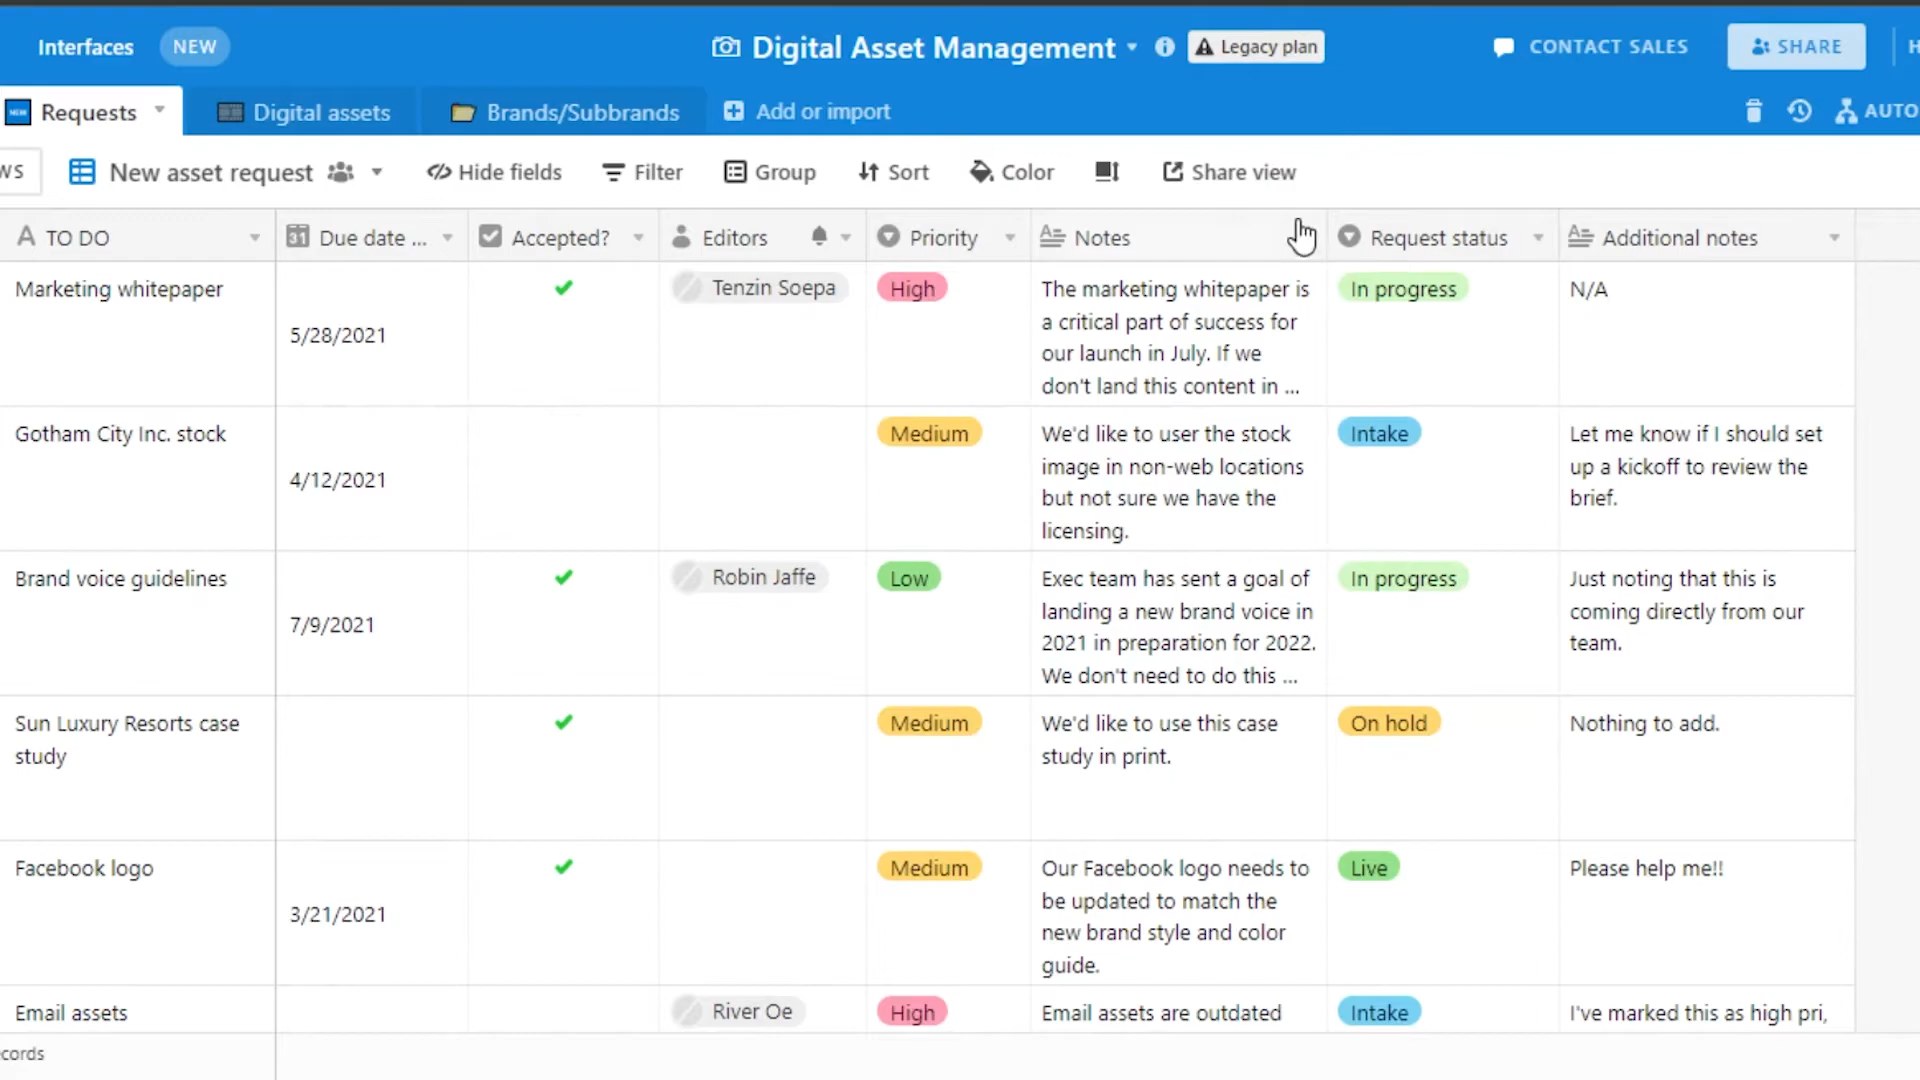 Interfaces NEW Digital Asset Management Legacy plan CONTACT SALES SHARE H
Requests Digital assets Brands/Subbrands Add or import AUTO
WS New asset request Hide fields Filter Group Sort Color Share view
TO DO 31 Due date ... Accepted? Editors Priority Notes Request status Additional notes
Marketing whitepaper
5/28/2021
Tenzin Soepa
High
The marketing whitepaper is
a critical part of success for
our launch in July. If we
don't land this content in ...
In progress
N/A
Gotham City Inc. stock
4/12/2021
Medium
We'd like to user the stock
image in non-web locations
but not sure we have the
licensing.
Intake
Let me know if I should set
up a kickoff to review the
brief.
Brand voice guidelines
7/9/2021
Robin Jaffe
Low
Exec team has sent a goal of
landing a new brand voice in
2021 in preparation for 2022.
We don't need to do this ...
In progress
Just noting that this is
coming directly from our
team.
Sun Luxury Resorts case
study
Medium
We'd like to use this case
study in print.
On hold
Nothing to add.
Facebook logo
3/21/2021
Medium
Our Facebook logo needs to
be updated to match the
new brand style and color
guide.
Live
Please help me!!
Email assets
River Oe
High
Email assets are outdated
Intake
I've marked this as high pri,
cords